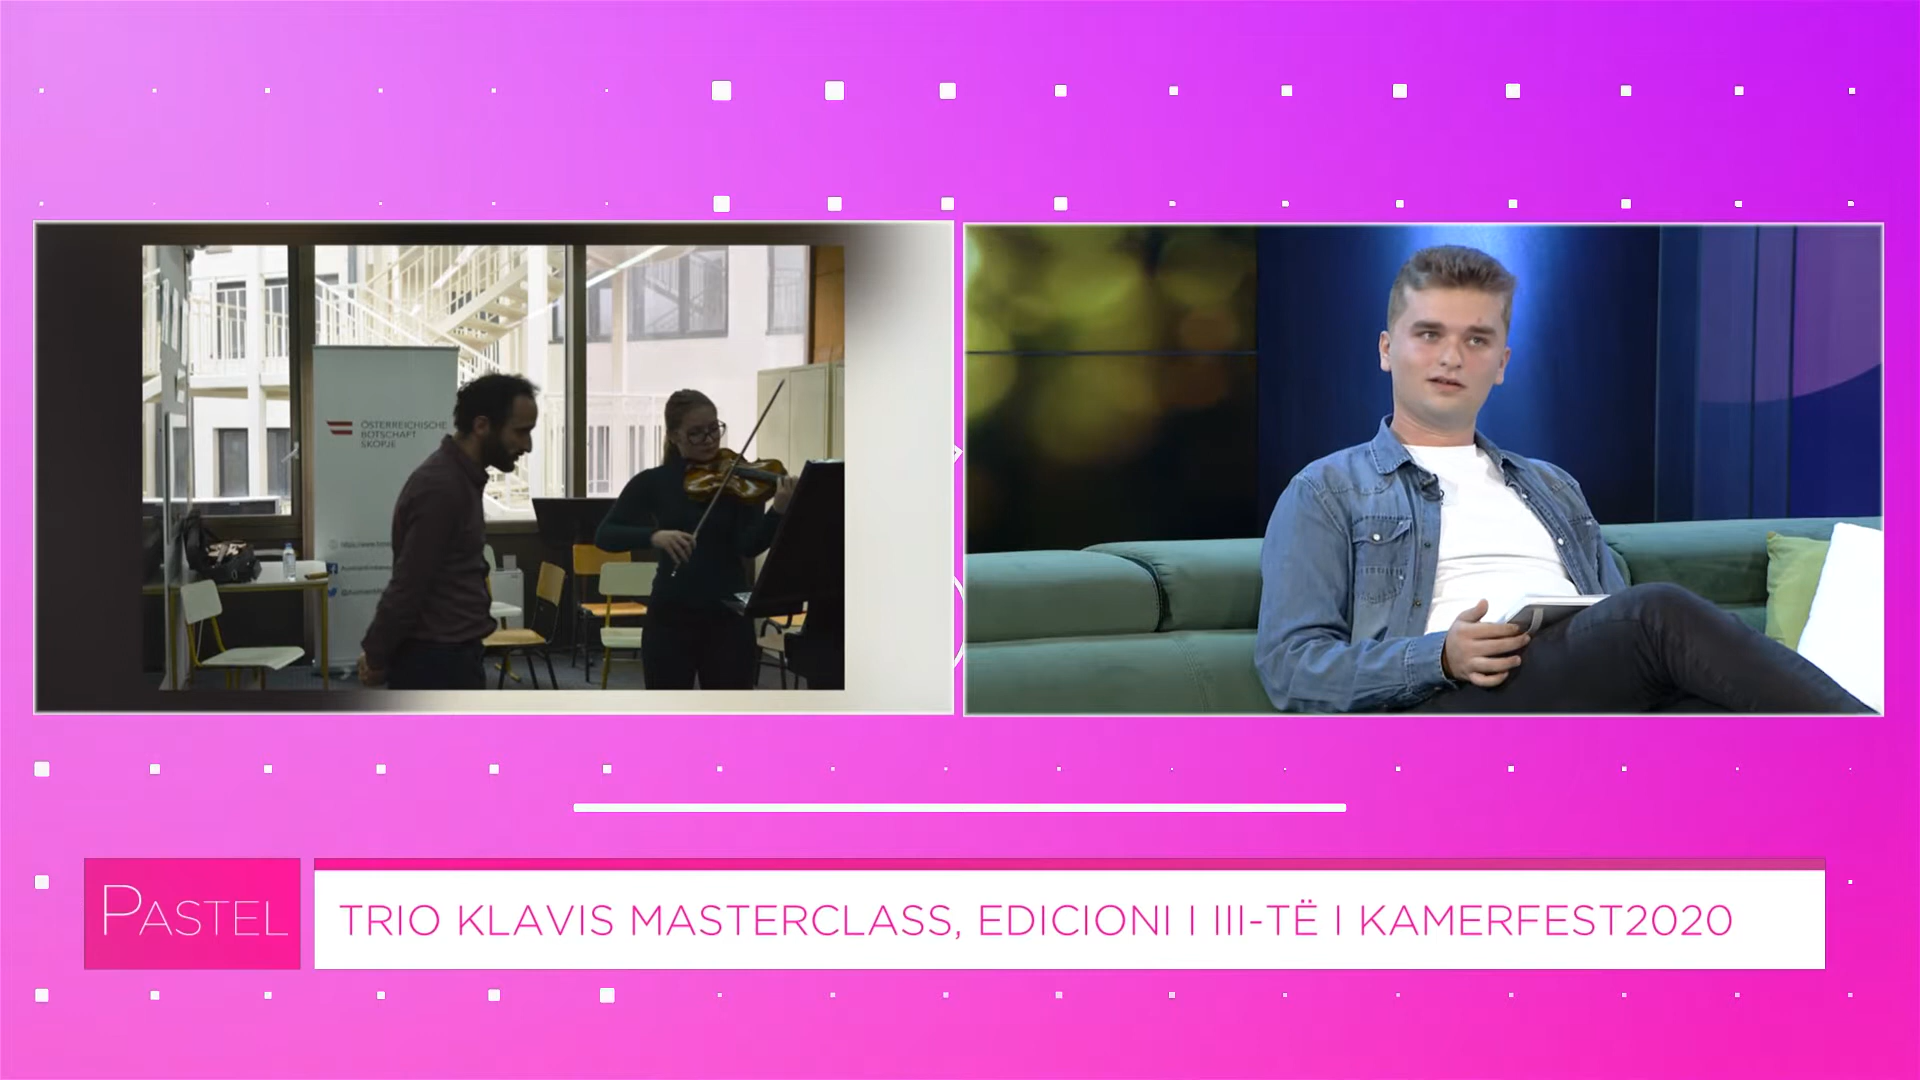 ÖSTERREICHISCHE
BOTSCHAFT
SKOPJE
PASTEL
TRIO KLAVIS MASTERCLASS, EDICIONI I III-TË I KAMERFEST2020